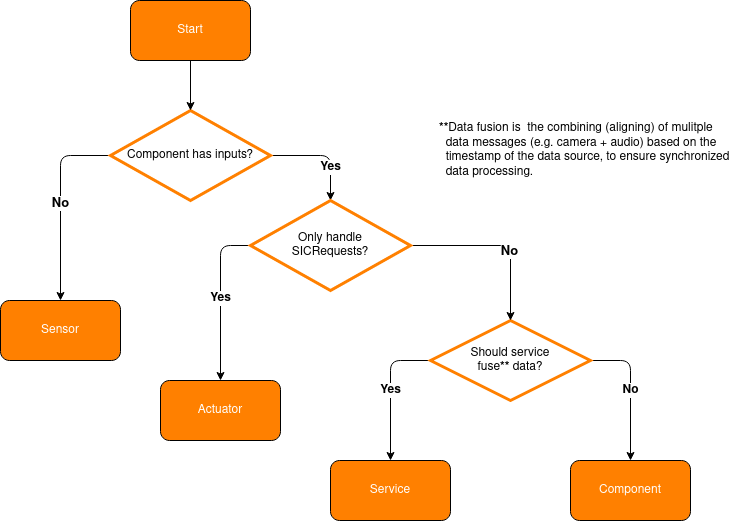 Start
Component has inputs?
**Data fusion is  the combining (aligning) of mulitple
data messages (e.g. camera + audio) based on the
timestamp of the data source, to ensure synchronized
data processing.
No
Yes
Only handle
SICRequests?
Yes
No
Sensor
Should service
fuse** data?
Actuator
Yes
No
Service
Component